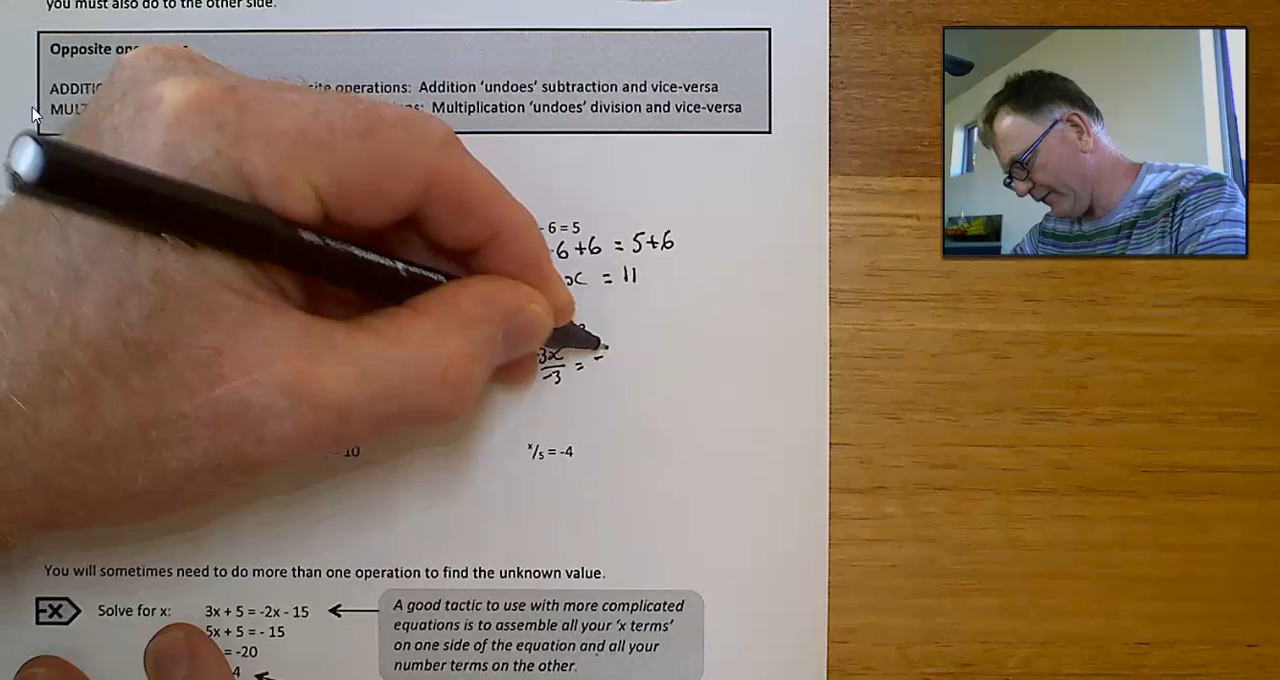 you must also do to the other side.
Opposite
operations: Addition 'undoes' subtraction and vice-versa
Multiplication 'undoes' division and vice-versa
- 6 = 5
-6 +6 = 5+6
x = 11
3x
-3 = -
10
x/5 = -4
You will sometimes need to do more than one operation to find the unknown value.
Solve for x: 3x + 5 = -2x - 15
5x + 5 = - 15
= -20
4
A good tactic to use with more complicated
equations is to assemble all your 'x terms'
on one side of the equation and all your
number terms on the other.